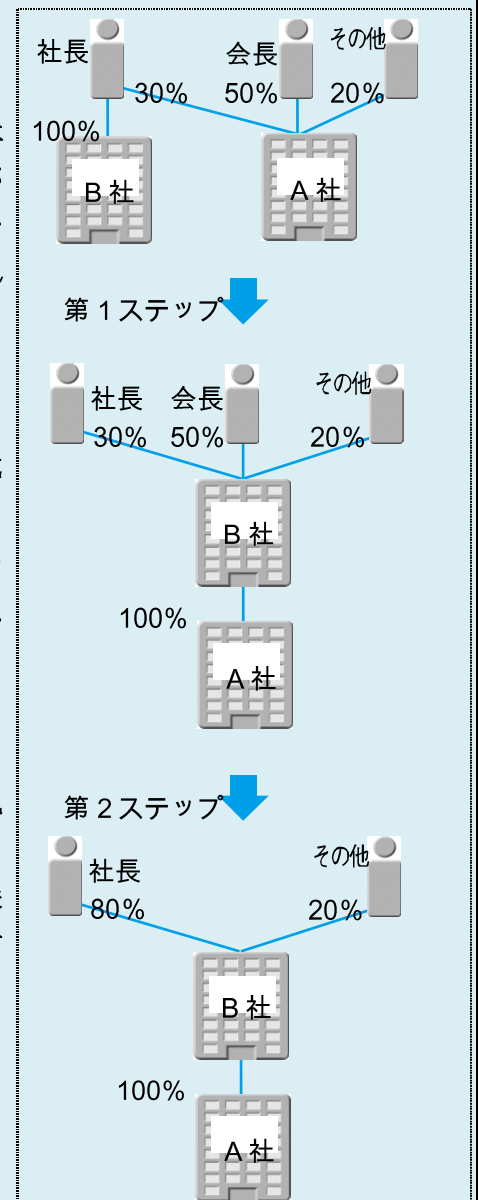 社長
会長
その他
30%
50%
20%
100%
B 社
A 社
第 1 ステップ
社長
会長
その他
30%
50%
20%
B 社
100%
A 社
第 2 ステップ
社長
その他
80%
20%
B 社
100%
A 社